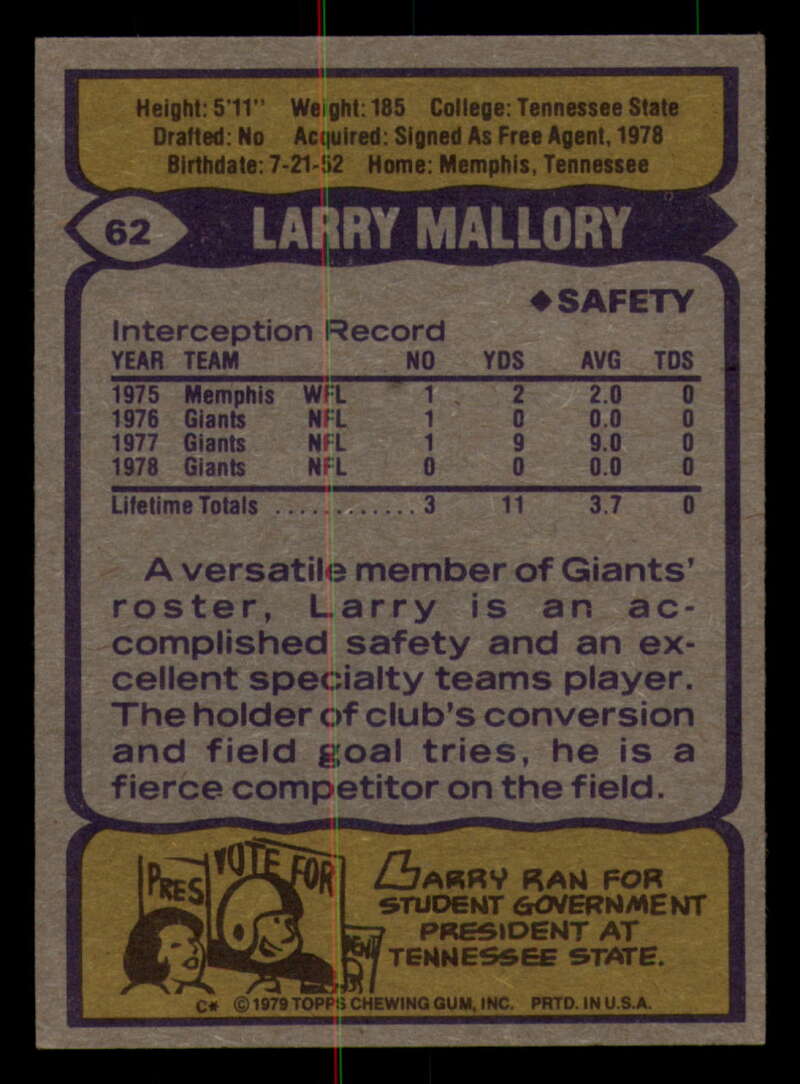 Height: 5'11" Weight: 185 College: Tennessee State
Drafted: No Acquired: Signed As Free Agent, 1978
Birthdate: 7-21-52 Home: Memphis, Tennessee
62 LARRY MALLORY
◆SAFETY
Interception Record
YEAR TEAM NO YDS AVG TDS
1975 Memphis WFL 1 2 2.0 0
1976 Giants NFL 1 0 0.0 0
1977 Giants NFL 1 9 9.0 0
1978 Giants NFL 0 0 0.0 0
Lifetime Totals ............ 3 11 3.7 0
A versatile member of Giants'
roster, Larry is an ac-
complished safety and an ex-
cellent specialty teams player.
The holder of club's conversion
and field goal tries, he is a
fierce competitor on the field.
PRES
VOTE FOR
DENT
LARRY RAN FOR
STUDENT GOVERNMENT
PRESIDENT AT
TENNESSEE STATE.
C* © 1979 TOPPS CHEWING GUM, INC. PRTD. IN U.S.A.